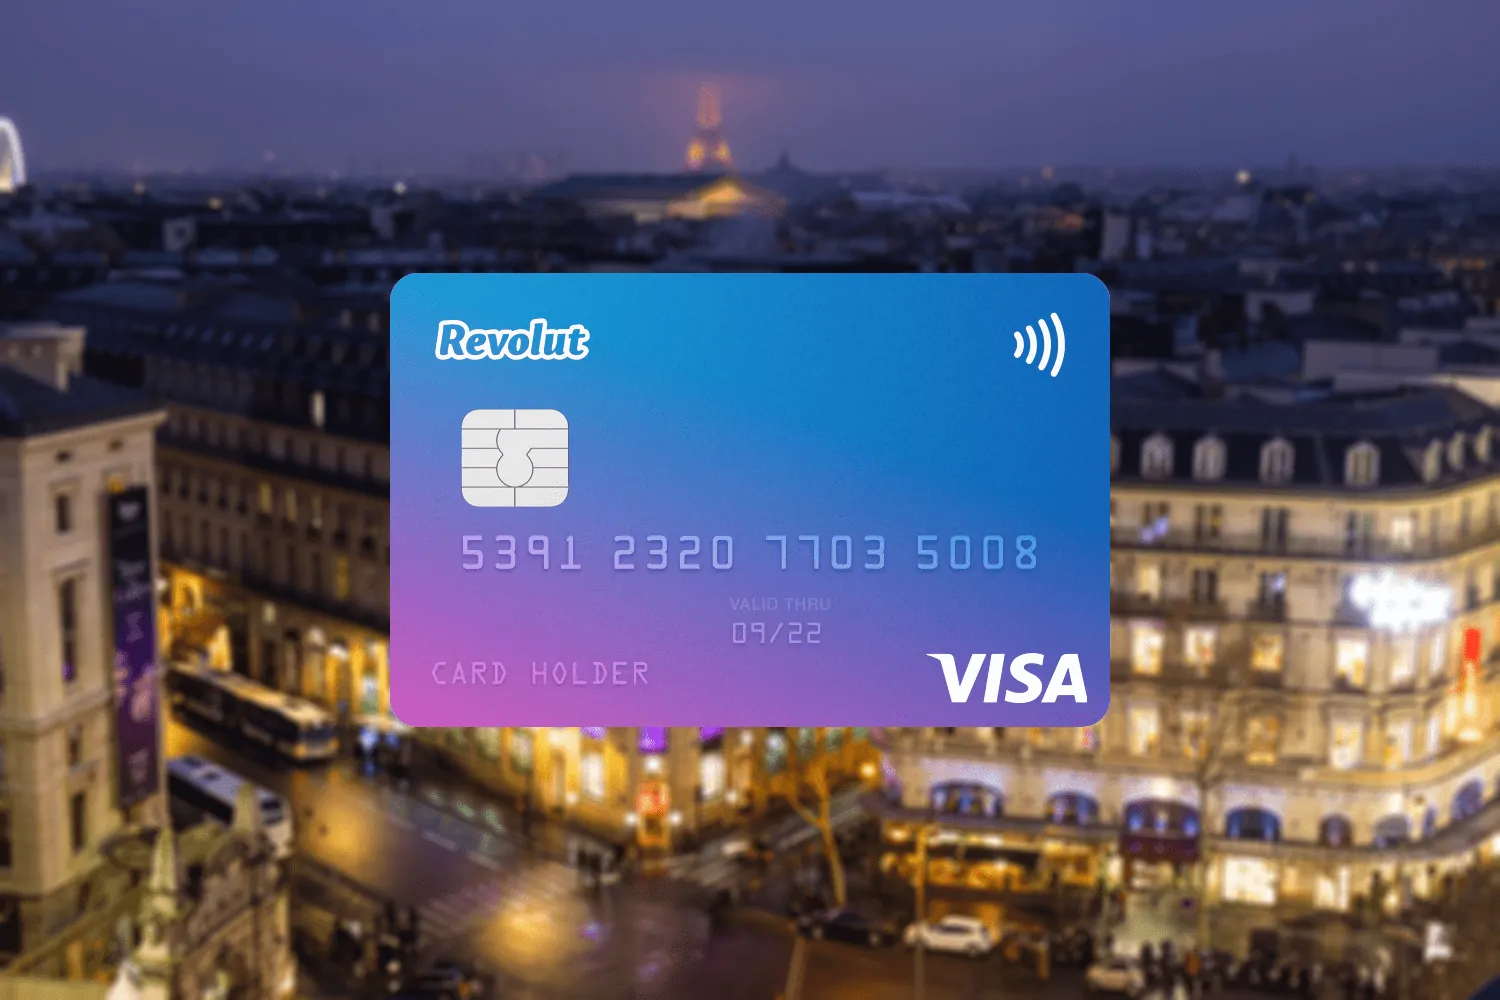 Revolut
5391 2320 7703 5008
VALID THRU
09/22
CARD HOLDER
VISA